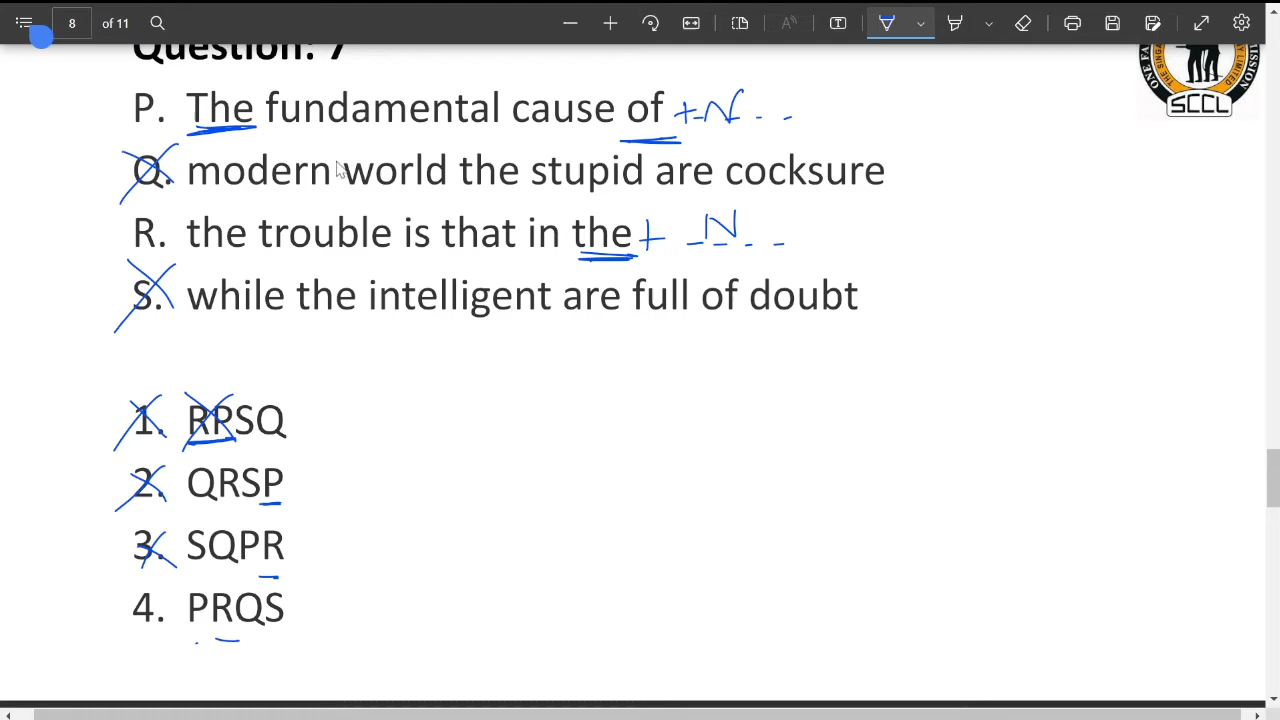 8 of 11
Question: 7
P. The fundamental cause of + N . .
Q. modern world the stupid are cocksure
R. the trouble is that in the + N
S. while the intelligent are full of doubt
1. RPSQ
2. QRSP
3. SQPR
4. PRQS
SCCL